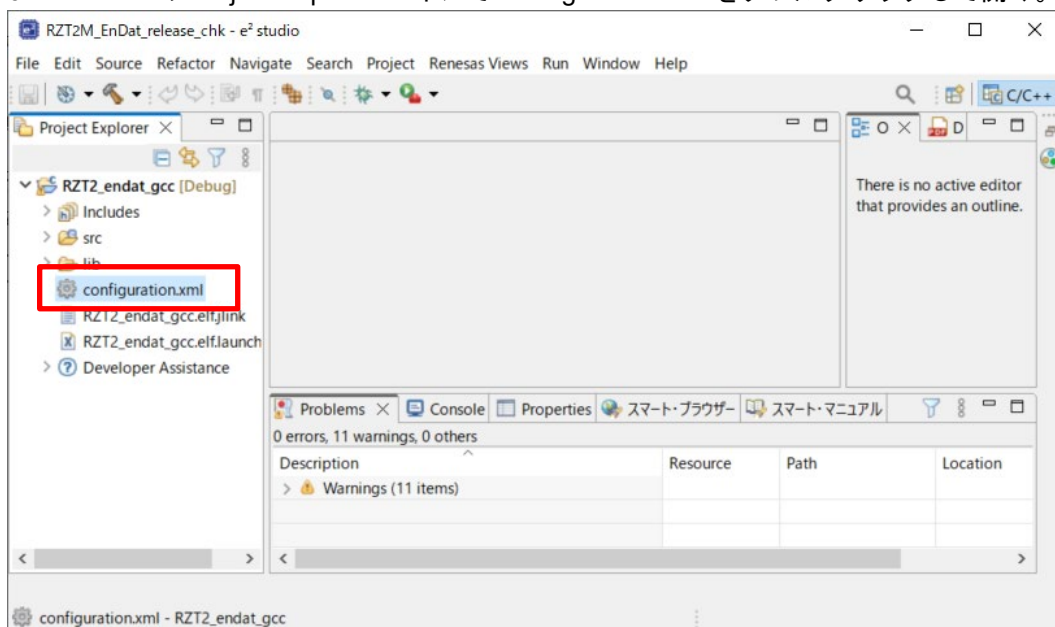 RZT2M_EnDat_release_chk - e² studio
File Edit Source Refactor Navigate Search Project Renesas Views Run Window Help
C/C++
Project Explorer
O
D
RZT2_endat_gcc [Debug]
Includes
src
lib
configuration.xml
RZT2_endat_gcc.elf.jlink
RZT2_endat_gcc.elf.launch
Developer Assistance
There is no active editor
that provides an outline.
Problems Console Properties スマート・ブラウザー スマート・マニュアル
0 errors, 11 warnings, 0 others
Description Resource Path Location
Warnings (11 items)
configuration.xml - RZT2_endat_gcc